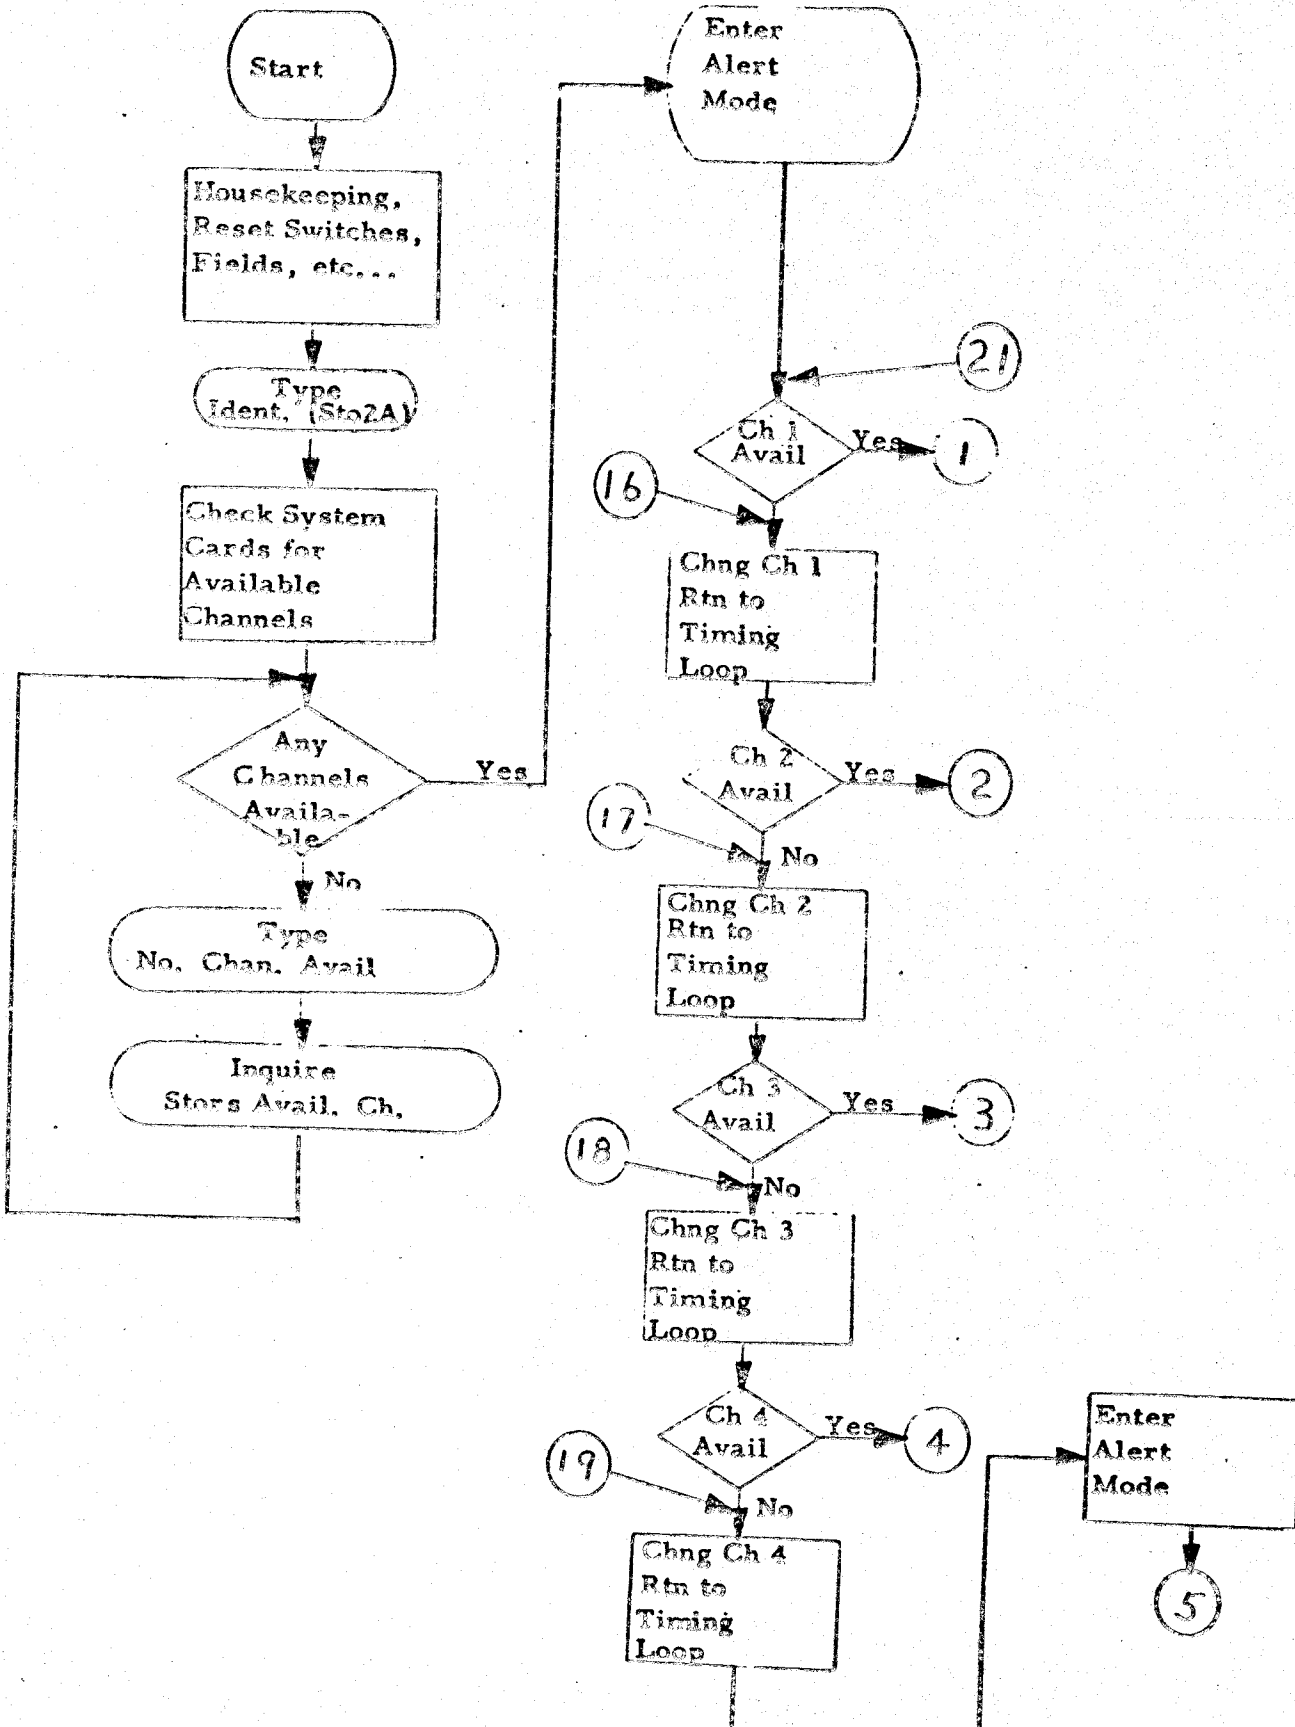 Start
Housekeeping,
Reset Switches,
Fields, etc...
Type
Ident. (Sto2A)
Check System
Cards for
Available
Channels
Any
Channels
Availa-
ble
Yes
No
Type
No. Chan. Avail
Inquire
Stors Avail. Ch.
Enter
Alert
Mode
21
Ch 1
Avail
Yes
1
16
Chng Ch 1
Rtn to
Timing
Loop
Ch 2
Avail
Yes
2
17
No
Chng Ch 2
Rtn to
Timing
Loop
Ch 3
Avail
Yes
3
18
No
Chng Ch 3
Rtn to
Timing
Loop
Ch 4
Avail
Yes
4
19
No
Chng Ch 4
Rtn to
Timing
Loop
Enter
Alert
Mode
5